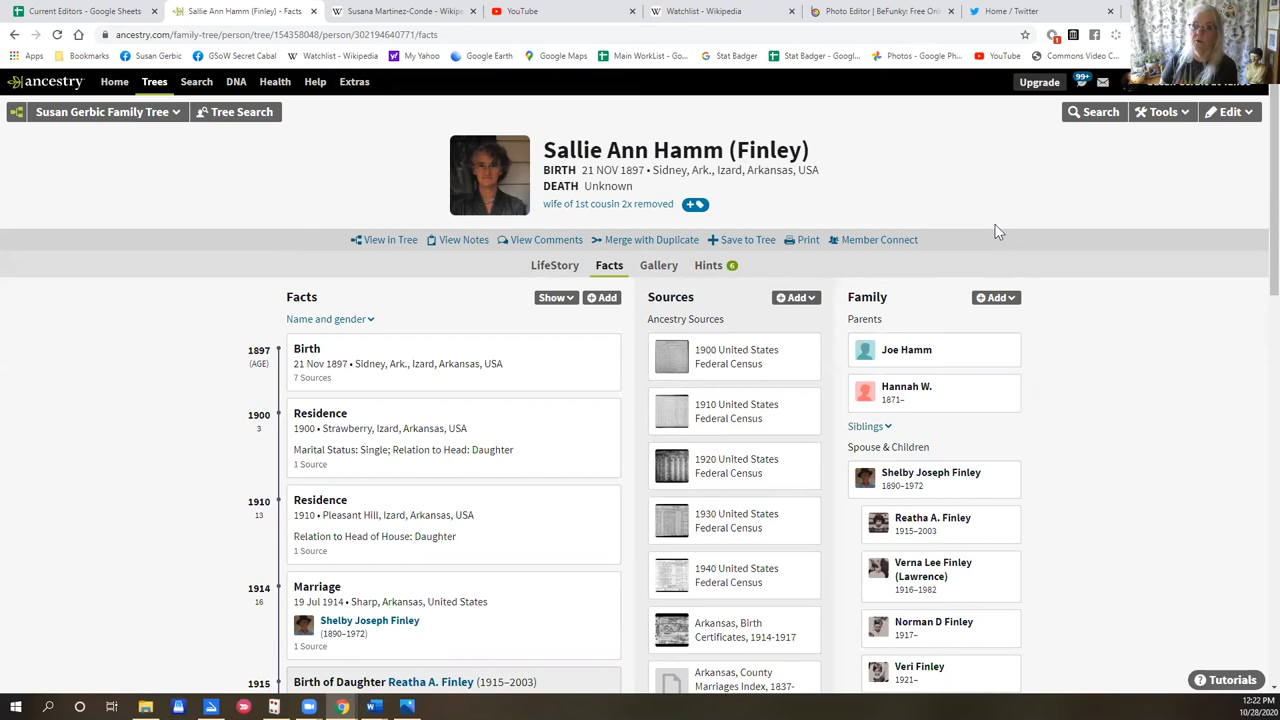 Current Editors - Google Sheets
Sallie Ann Hamm (Finley) - Facts
Susana Martinez-Conde - Wikipe
YouTube
Watchlist - Wikipedia
Photo Editor | BeFunky: Free Onli
Home / Twitter
ancestry.com/family-tree/person/tree/154358048/person/302194640771/facts
Apps
Bookmarks
Susan Gerbic
GSoW Secret Cabal
Watchlist - Wikipedia
My Yahoo
Google Earth
Google Maps
Main WorkList - Go...
Stat Badger
Stat Badger - Googl...
Photos - Google Ph...
YouTube
Commons Video C...
ancestry
Home
Trees
Search
DNA
Health
Help
Extras
Upgrade
99+
Susan Gerbic Family Tree
Tree Search
Search
Tools
Edit
Sallie Ann Hamm (Finley)
BIRTH 21 NOV 1897 • Sidney, Ark., Izard, Arkansas, USA
DEATH Unknown
wife of 1st cousin 2x removed
View in Tree
View Notes
View Comments
Merge with Duplicate
Save to Tree
Print
Member Connect
LifeStory
Facts
Gallery
Hints 6
Facts
Show
Add
Name and gender
1897
(AGE)
Birth
21 Nov 1897 • Sidney, Ark., Izard, Arkansas, USA
7 Sources
1900
3
Residence
1900 • Strawberry, Izard, Arkansas, USA
Marital Status: Single; Relation to Head: Daughter
1 Source
1910
13
Residence
1910 • Pleasant Hill, Izard, Arkansas, USA
Relation to Head of House: Daughter
1 Source
1914
16
Marriage
19 Jul 1914 • Sharp, Arkansas, United States
Shelby Joseph Finley
(1890–1972)
1 Source
1915
Birth of Daughter Reatha A. Finley (1915–2003)
Sources
Add
Ancestry Sources
1900 United States
Federal Census
1910 United States
Federal Census
1920 United States
Federal Census
1930 United States
Federal Census
1940 United States
Federal Census
Arkansas, Birth
Certificates, 1914-1917
Arkansas, County
Marriages Index, 1837-
Family
Add
Parents
Joe Hamm
Hannah W.
1871–
Siblings
Spouse & Children
Shelby Joseph Finley
1890–1972
Reatha A. Finley
1915–2003
Verna Lee Finley
(Lawrence)
1916–1982
Norman D Finley
1917–
Veri Finley
1921–
Tutorials
12:22 PM
10/28/2020